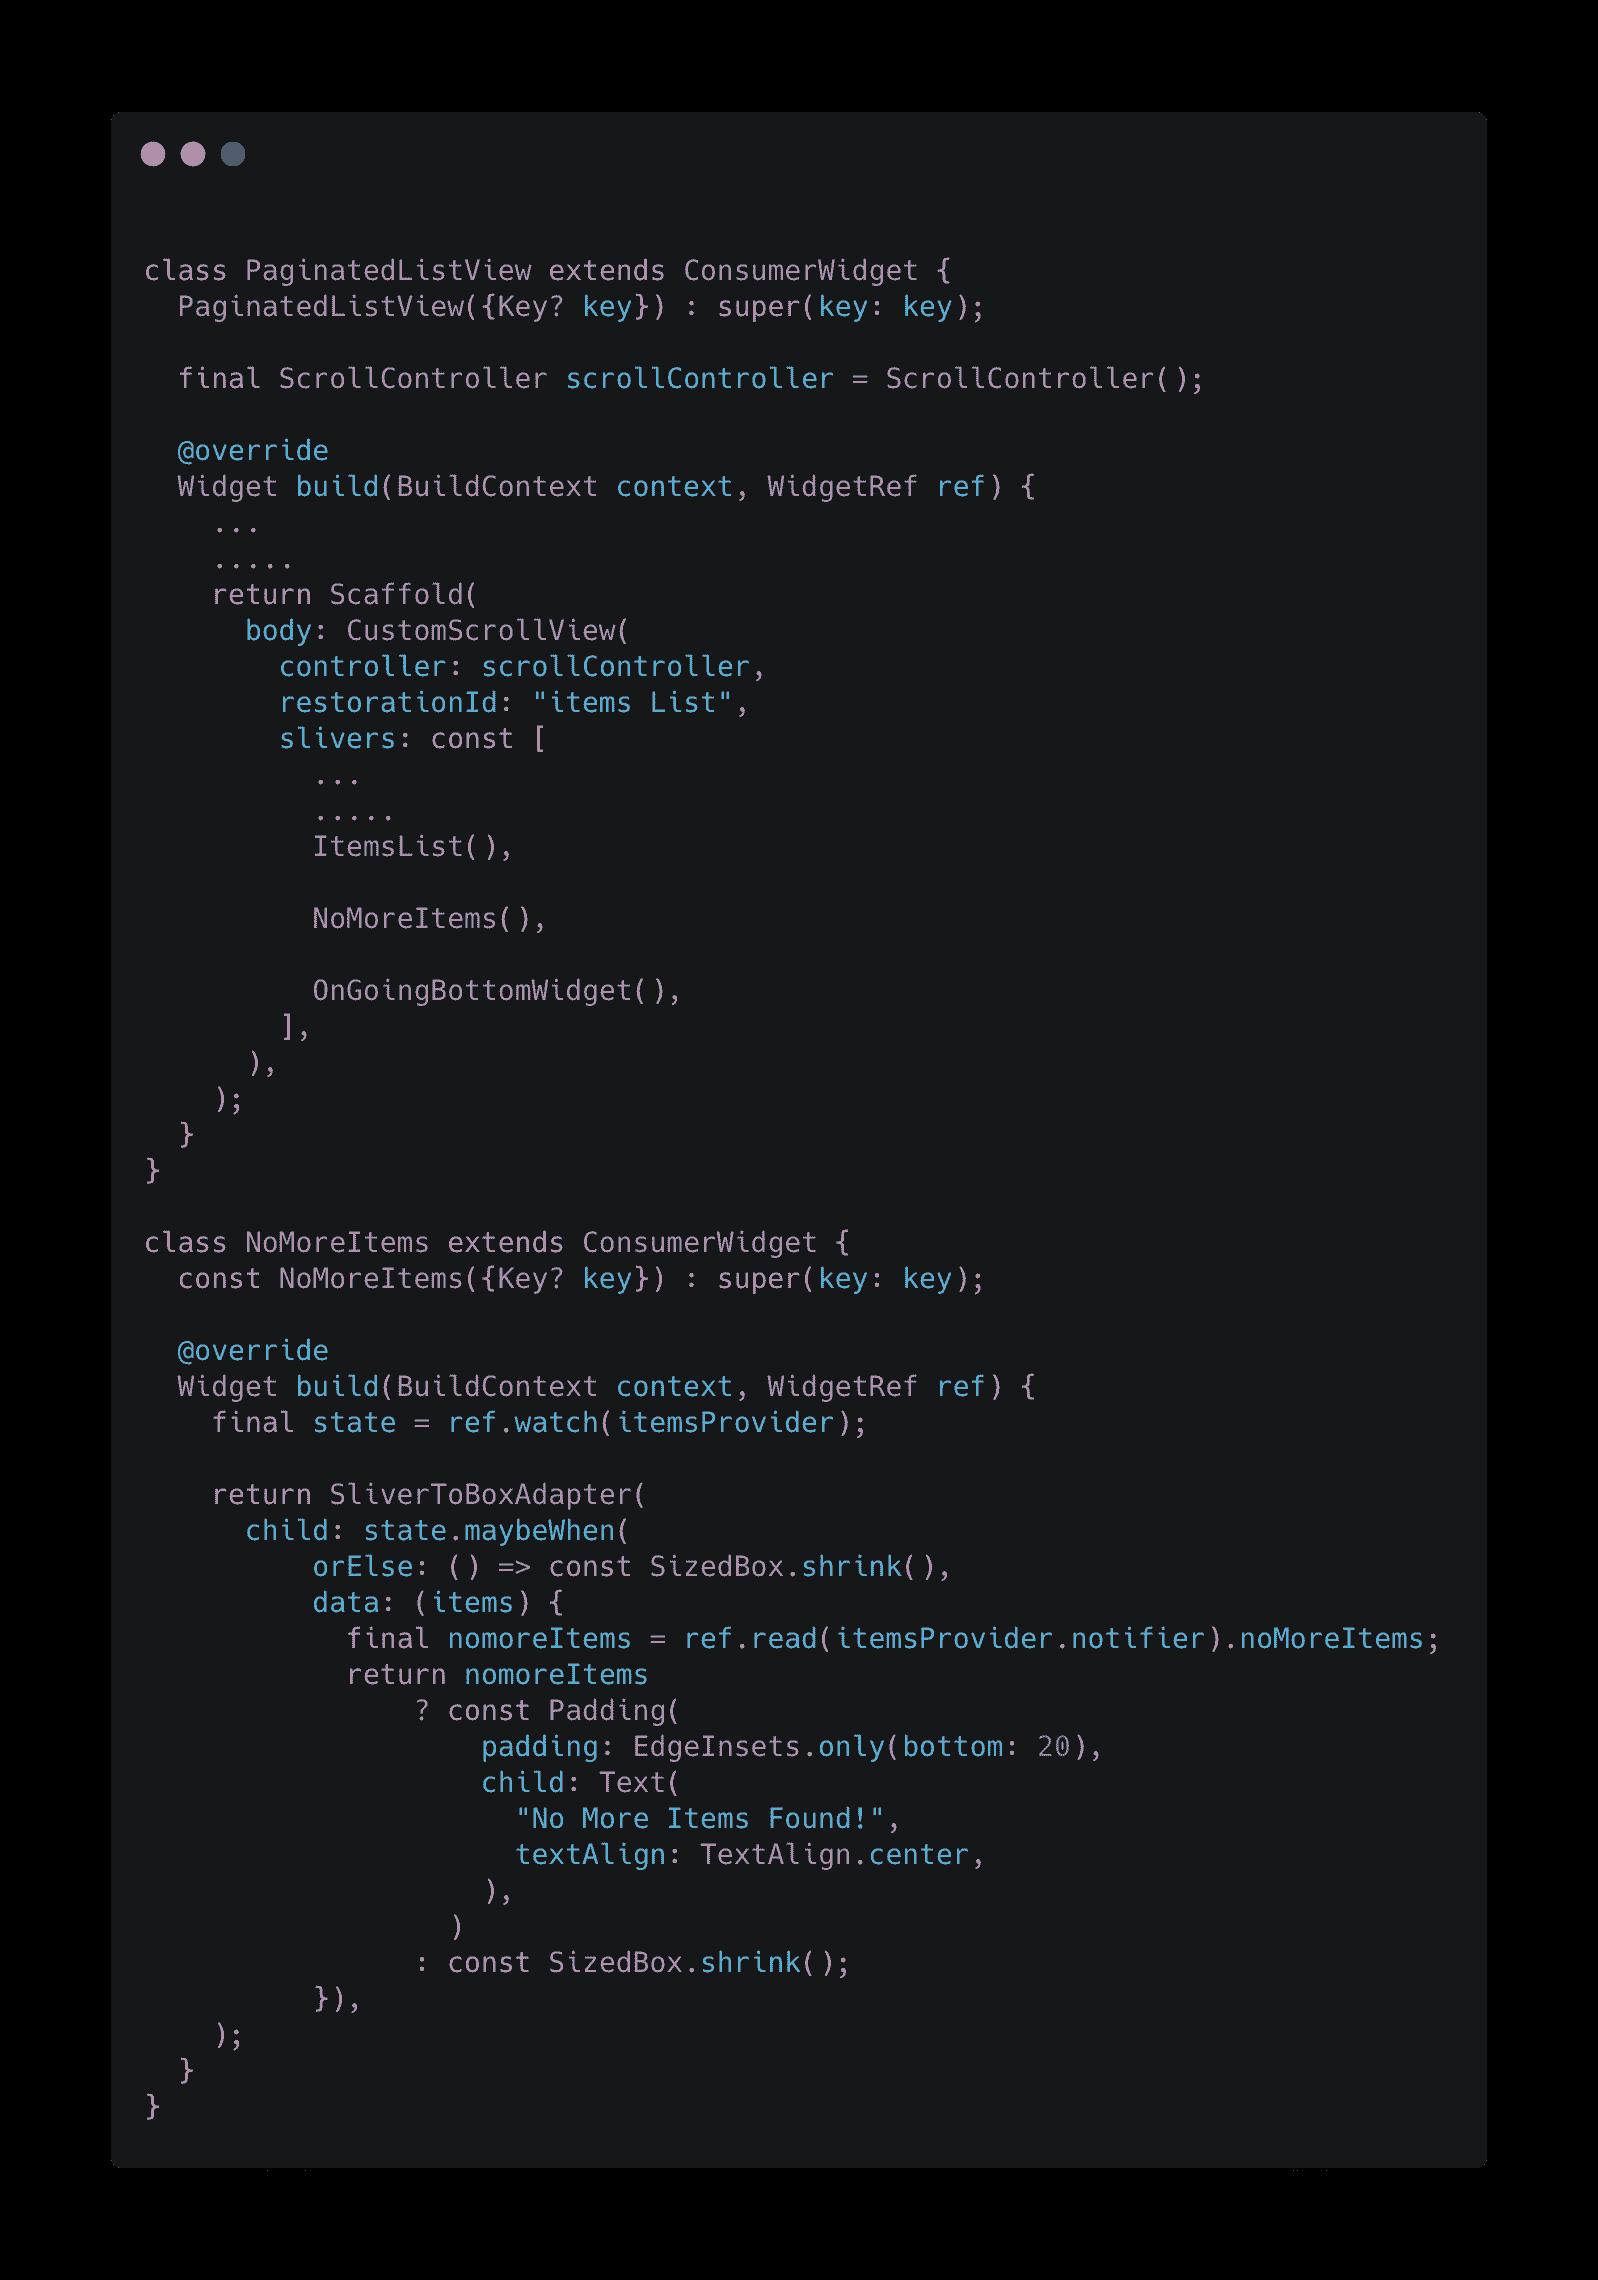 class PaginatedListView extends ConsumerWidget {
  PaginatedListView({Key? key}) : super(key: key);

  final ScrollController scrollController = ScrollController();

  @override
  Widget build(BuildContext context, WidgetRef ref) {
    ...
    .....
    return Scaffold(
      body: CustomScrollView(
        controller: scrollController,
        restorationId: "items List",
        slivers: const [
          ...
          .....
          ItemsList(),

          NoMoreItems(),

          OnGoingBottomWidget(),
        ],
      ),
    );
  }
}

class NoMoreItems extends ConsumerWidget {
  const NoMoreItems({Key? key}) : super(key: key);

  @override
  Widget build(BuildContext context, WidgetRef ref) {
    final state = ref.watch(itemsProvider);

    return SliverToBoxAdapter(
      child: state.maybeWhen(
          orElse: () => const SizedBox.shrink(),
          data: (items) {
            final nomoreItems = ref.read(itemsProvider.notifier).noMoreItems;
            return nomoreItems
                ? const Padding(
                    padding: EdgeInsets.only(bottom: 20),
                    child: Text(
                      "No More Items Found!",
                      textAlign: TextAlign.center,
                    ),
                  )
                : const SizedBox.shrink();
          }),
    );
  }
}